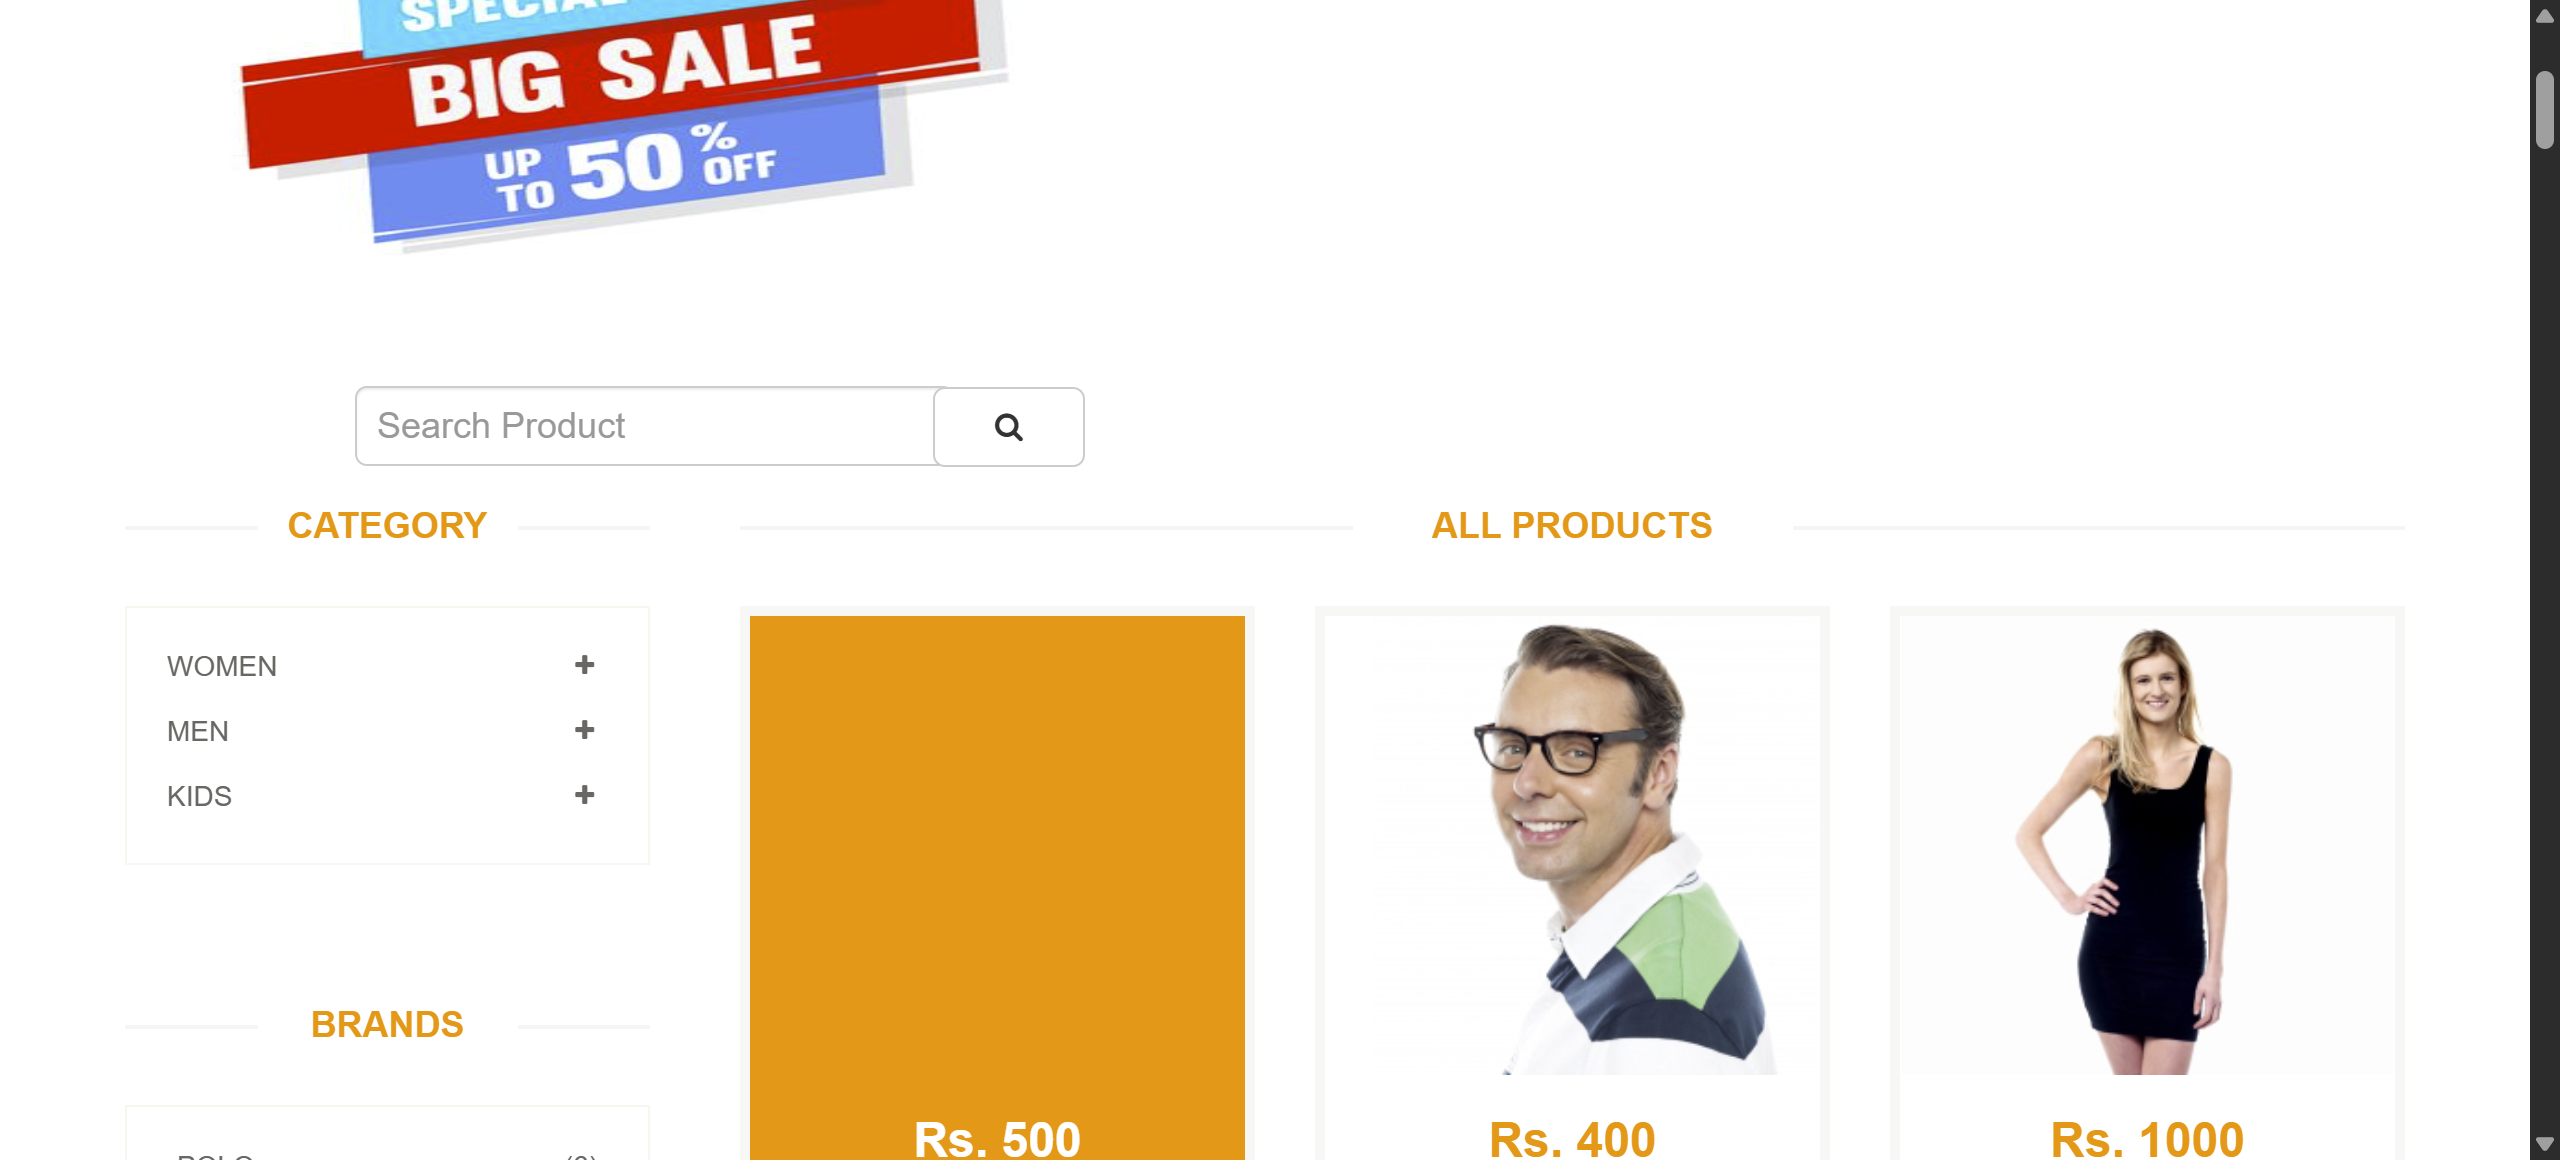 SPECIAL
BIG SALE
UP TO 50% OFF
Search Product
CATEGORY
ALL PRODUCTS
WOMEN
MEN
KIDS
BRANDS
Rs. 500
Rs. 400
Rs. 1000